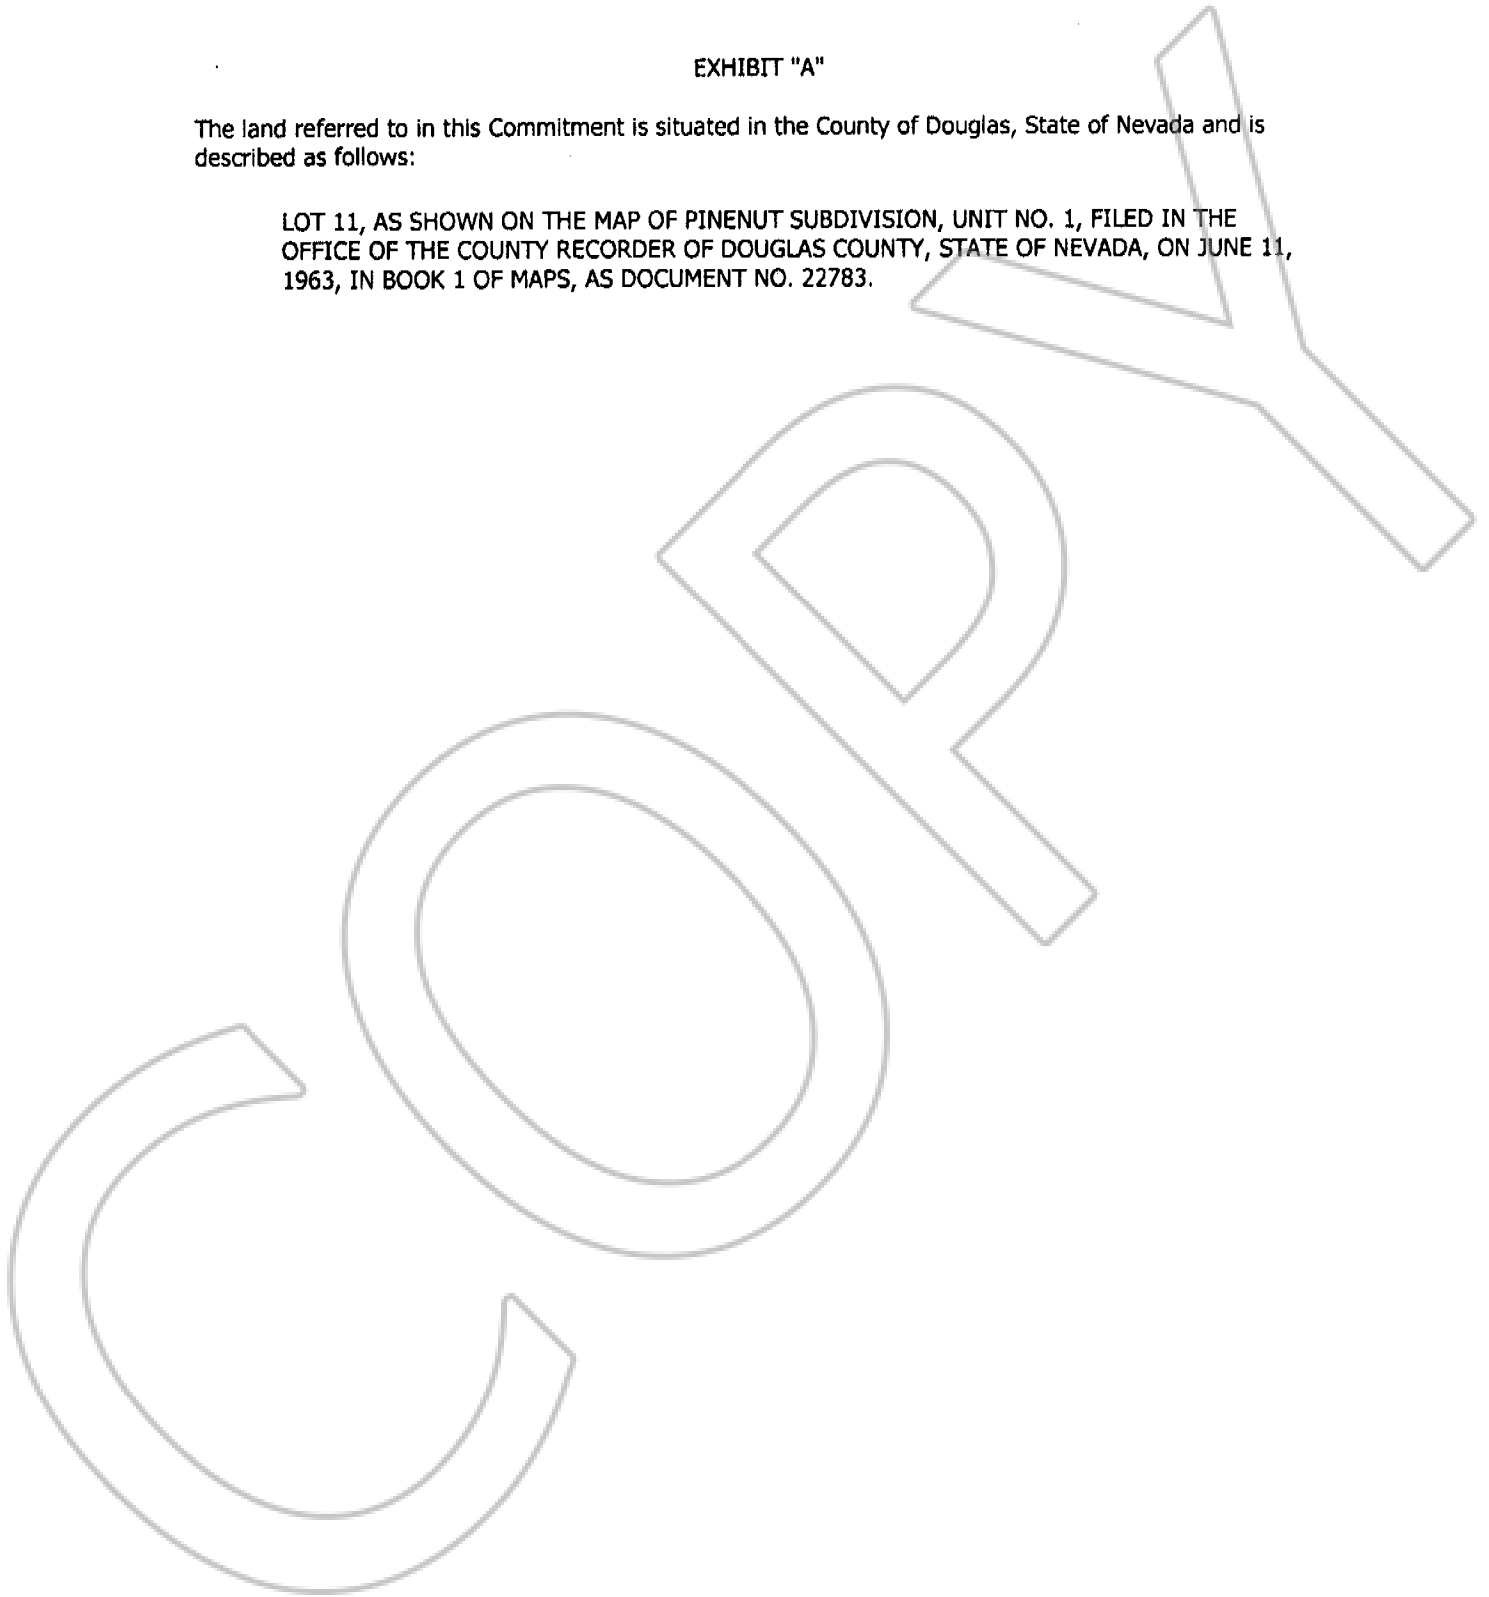 EXHIBIT "A"
The land referred to in this Commitment is situated in the County of Douglas, State of Nevada and is
described as follows:
LOT 11, AS SHOWN ON THE MAP OF PINENUT SUBDIVISION, UNIT NO. 1, FILED IN THE
OFFICE OF THE COUNTY RECORDER OF DOUGLAS COUNTY, STATE OF NEVADA, ON JUNE 11,
1963, IN BOOK 1 OF MAPS, AS DOCUMENT NO. 22783.
COPY